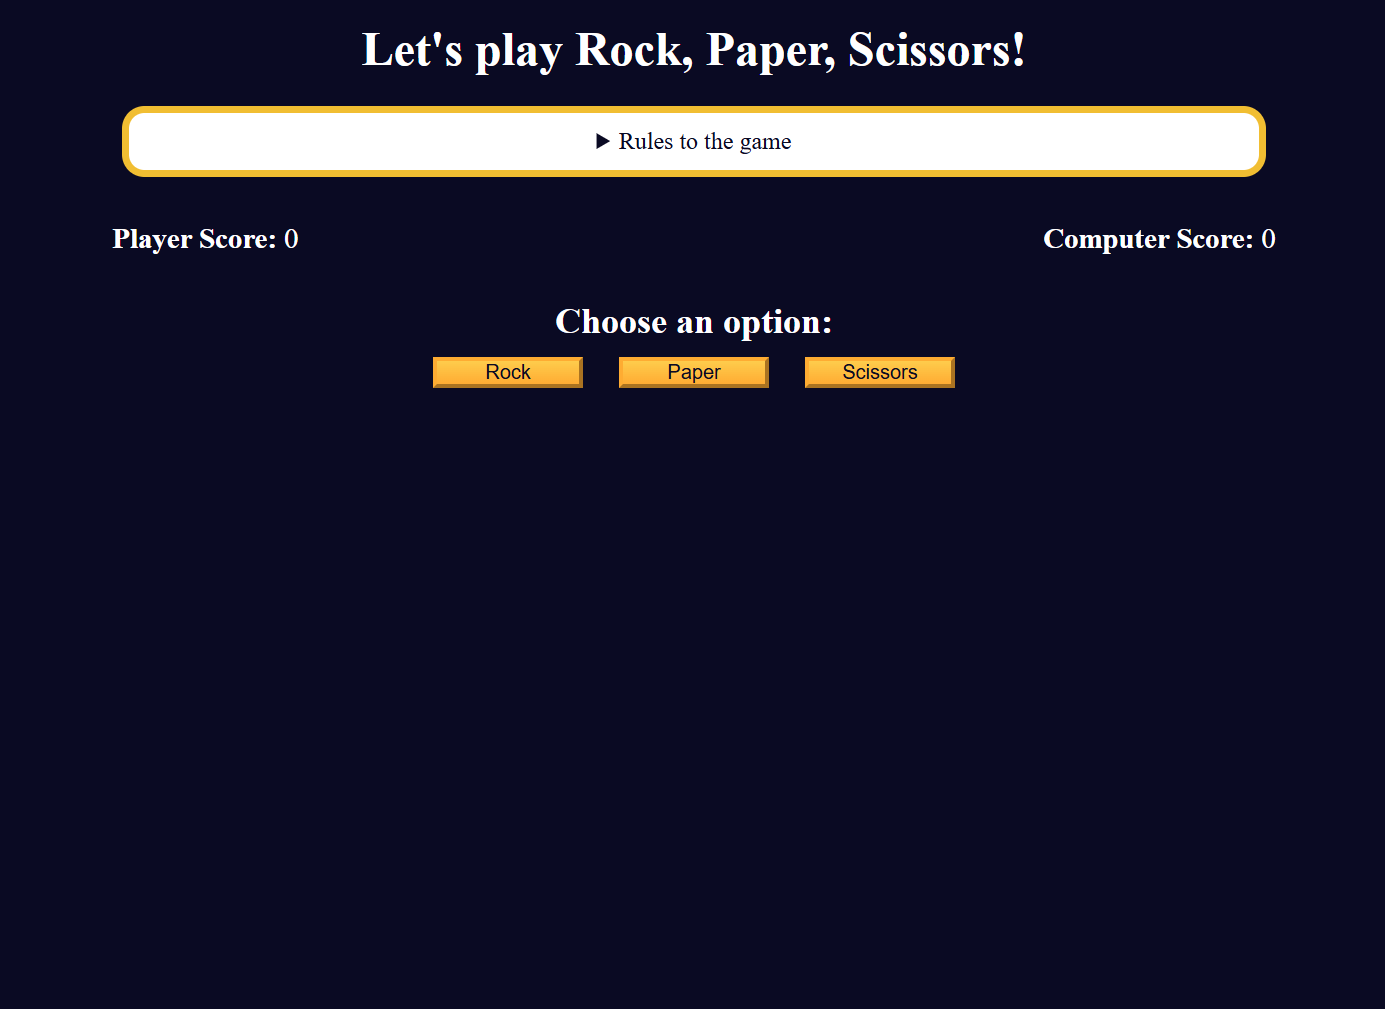 Let's play Rock, Paper, Scissors!
▶ Rules to the game
Player Score: 0 Computer Score: 0
Choose an option:
Rock Paper Scissors